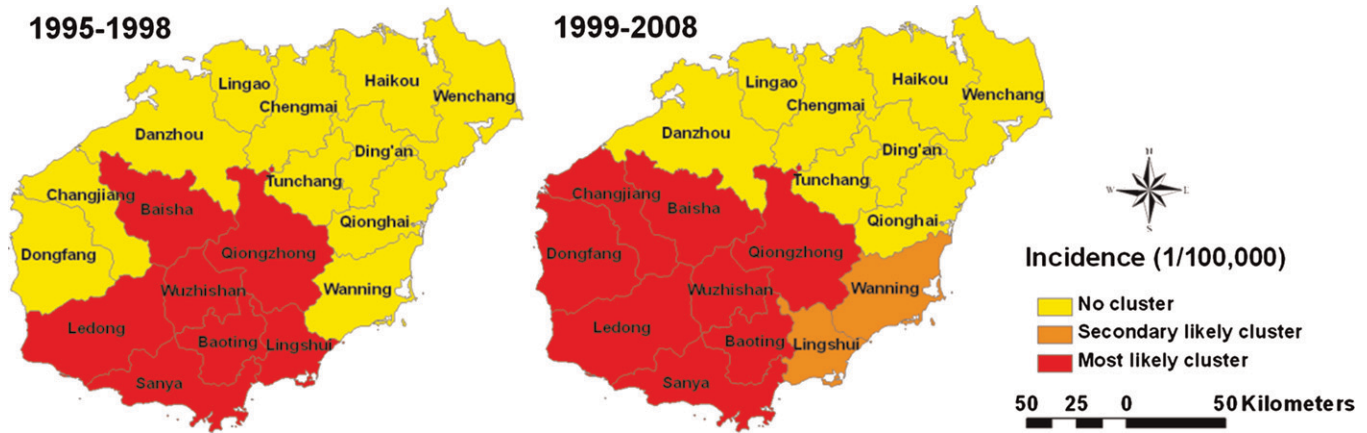 1995-1998
Lingao
Haikou
Wenchang
Chengmai
Danzhou
Ding'an
Tunchang
Changjiang
Baisha
Qionghai
Dongfang
Qiongzhong
Wanning
Wuzhishan
Ledong
Baoting
Lingshui
Sanya
1999-2008
Lingao
Haikou
Wenchang
Chengmai
Danzhou
Ding'an
Tunchang
Changjiang
Baisha
Qionghai
Dongfang
Qiongzhong
Wanning
Wuzhishan
Ledong
Baoting
Lingshui
Sanya
W
S
Incidence (1/100,000)
No cluster
Secondary likely cluster
Most likely cluster
50 25 0 50 Kilometers